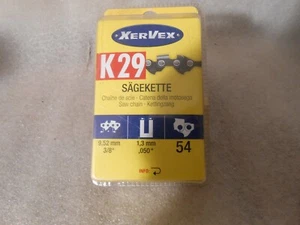 XERVEX
K29
SÄGEKETTE
Chaîne de scie - Catena della motosega
Saw chain - Kettingzaag
9,52 mm
3/8"
1,3 mm
.050"
54
INFO